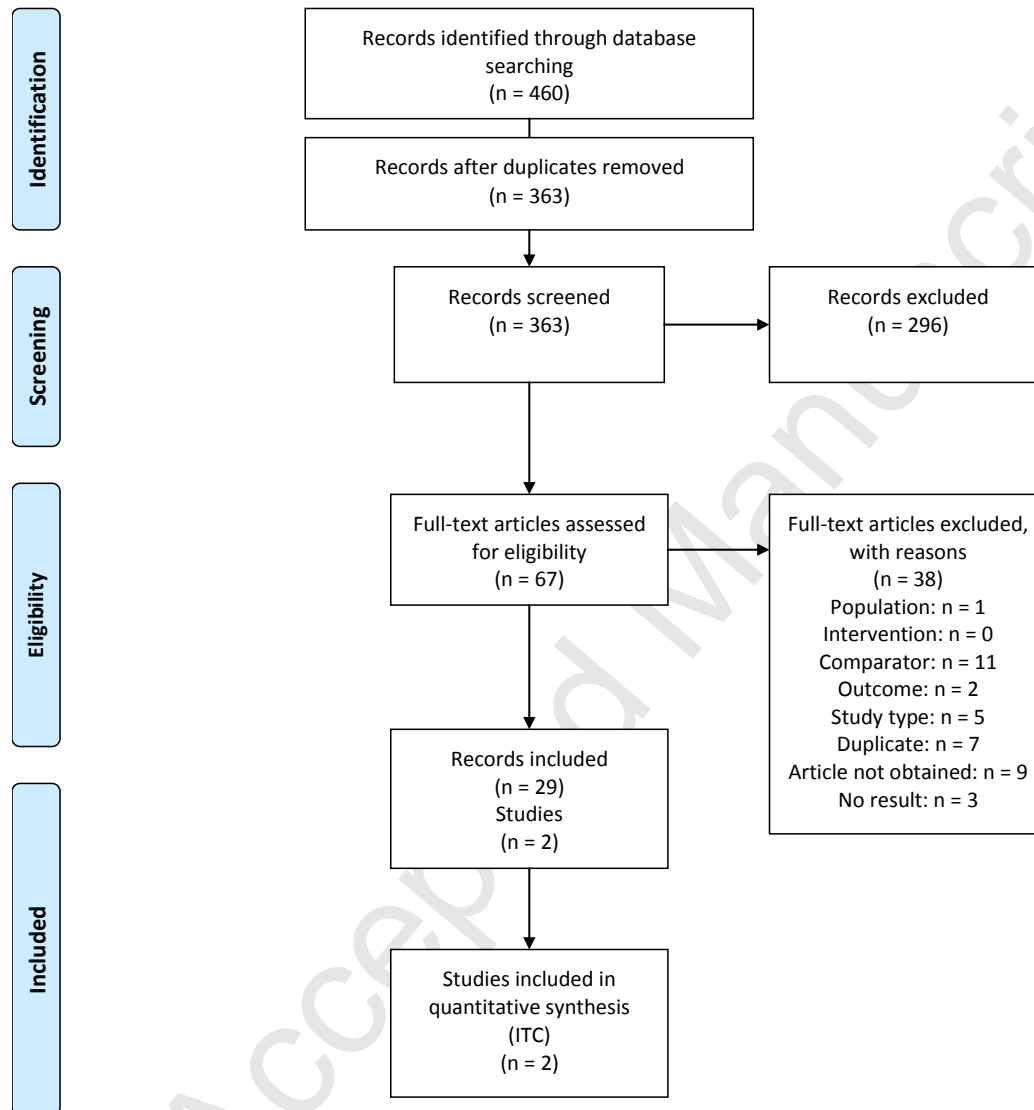 Identification
Records identified through database
searching
(n = 460)
Records after duplicates removed
(n = 363)
Screening
Records screened
(n = 363)
Records excluded
(n = 296)
Eligibility
Full-text articles assessed
for eligibility
(n = 67)
Full-text articles excluded,
with reasons
(n = 38)
Population: n = 1
Intervention: n = 0
Comparator: n = 11
Outcome: n = 2
Study type: n = 5
Duplicate: n = 7
Article not obtained: n = 9
No result: n = 3
Included
Records included
(n = 29)
Studies
(n = 2)
Studies included in
quantitative synthesis
(ITC)
(n = 2)
Accepted Manuscri